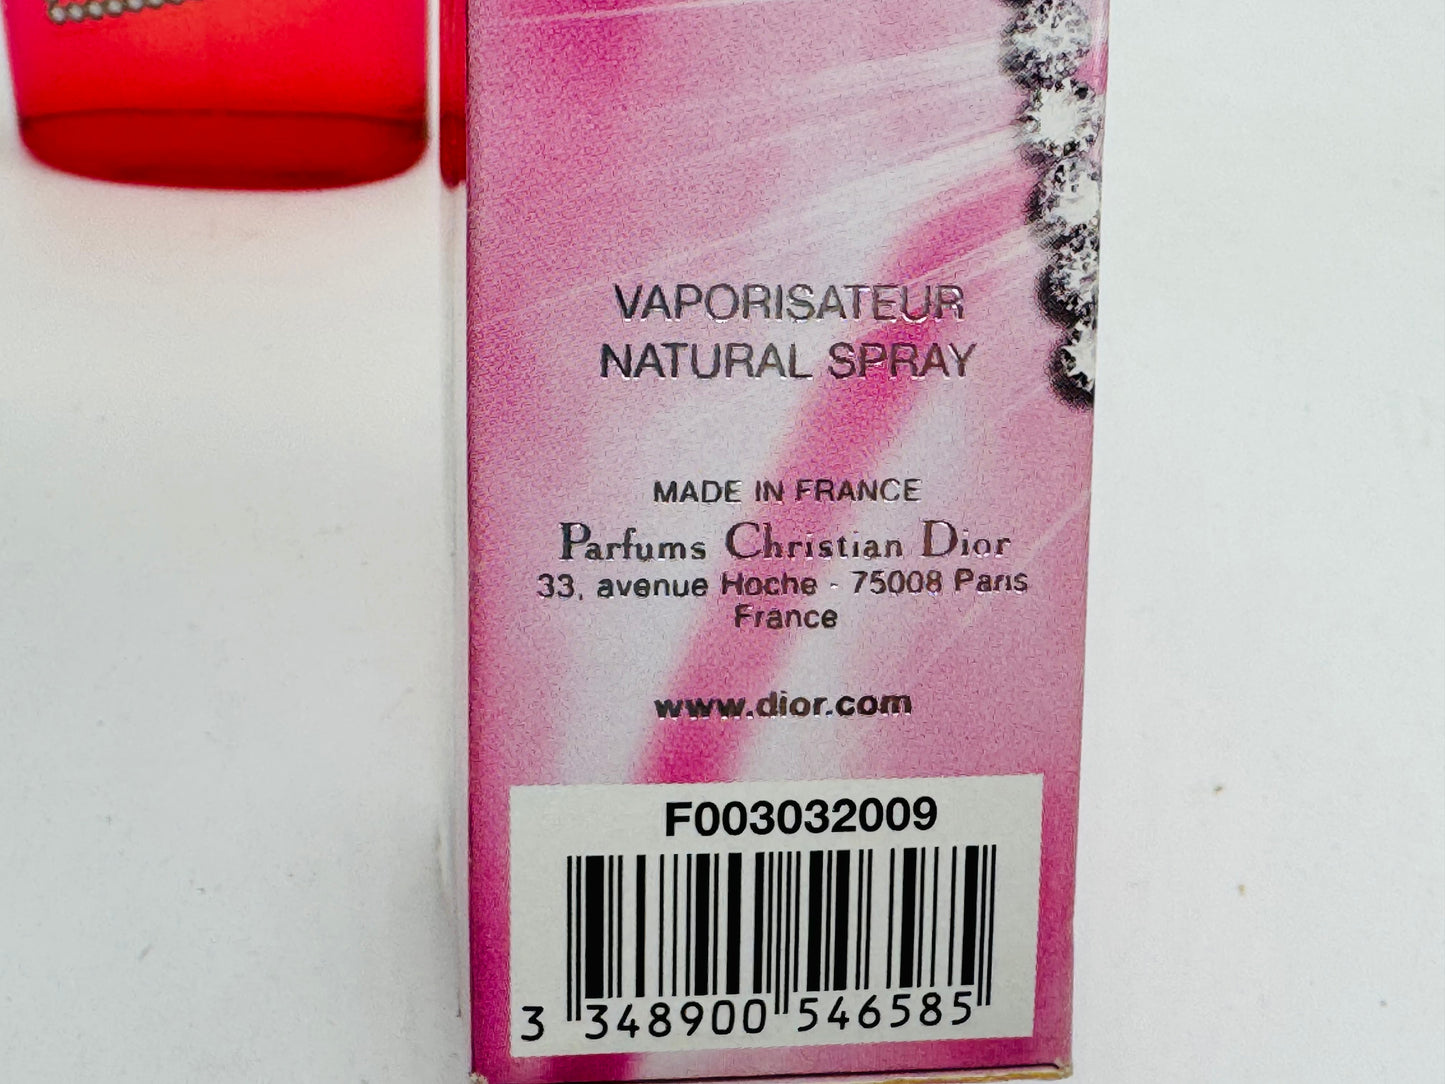 VAPORISATEUR
NATURAL SPRAY
MADE IN FRANCE
Parfums Christian Dior
33, avenue Hoche - 75008 Paris
France
www.dior.com
F003032009
3 348900 546585